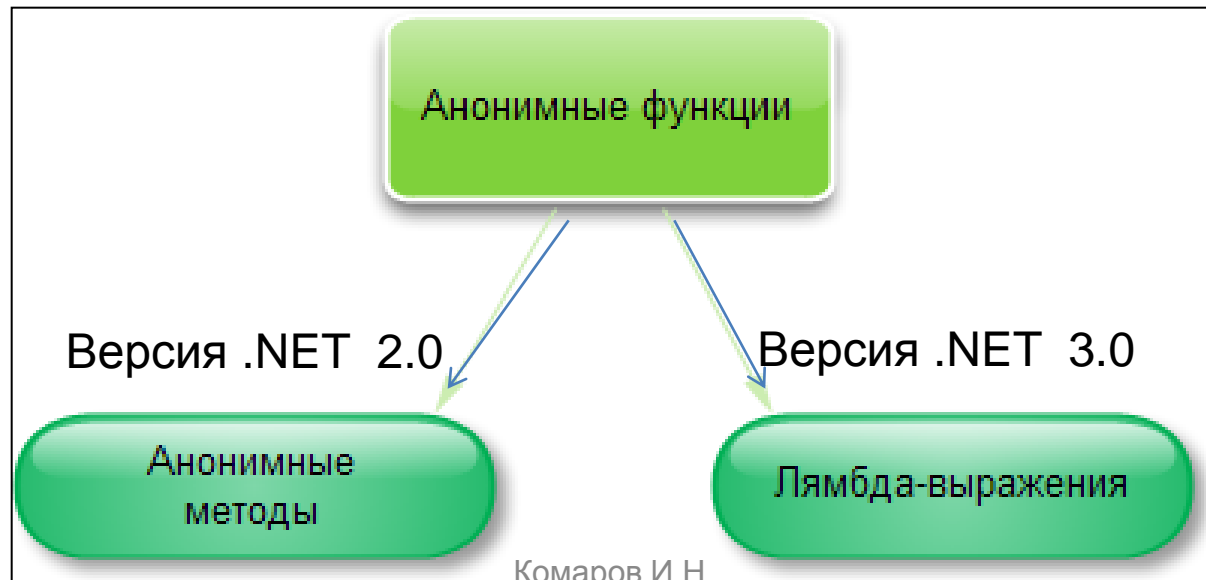 Анонимные функции
Версия .NET 2.0
Версия .NET 3.0
Анонимные
методы
Лямбда-выражения
Комаров И.Н